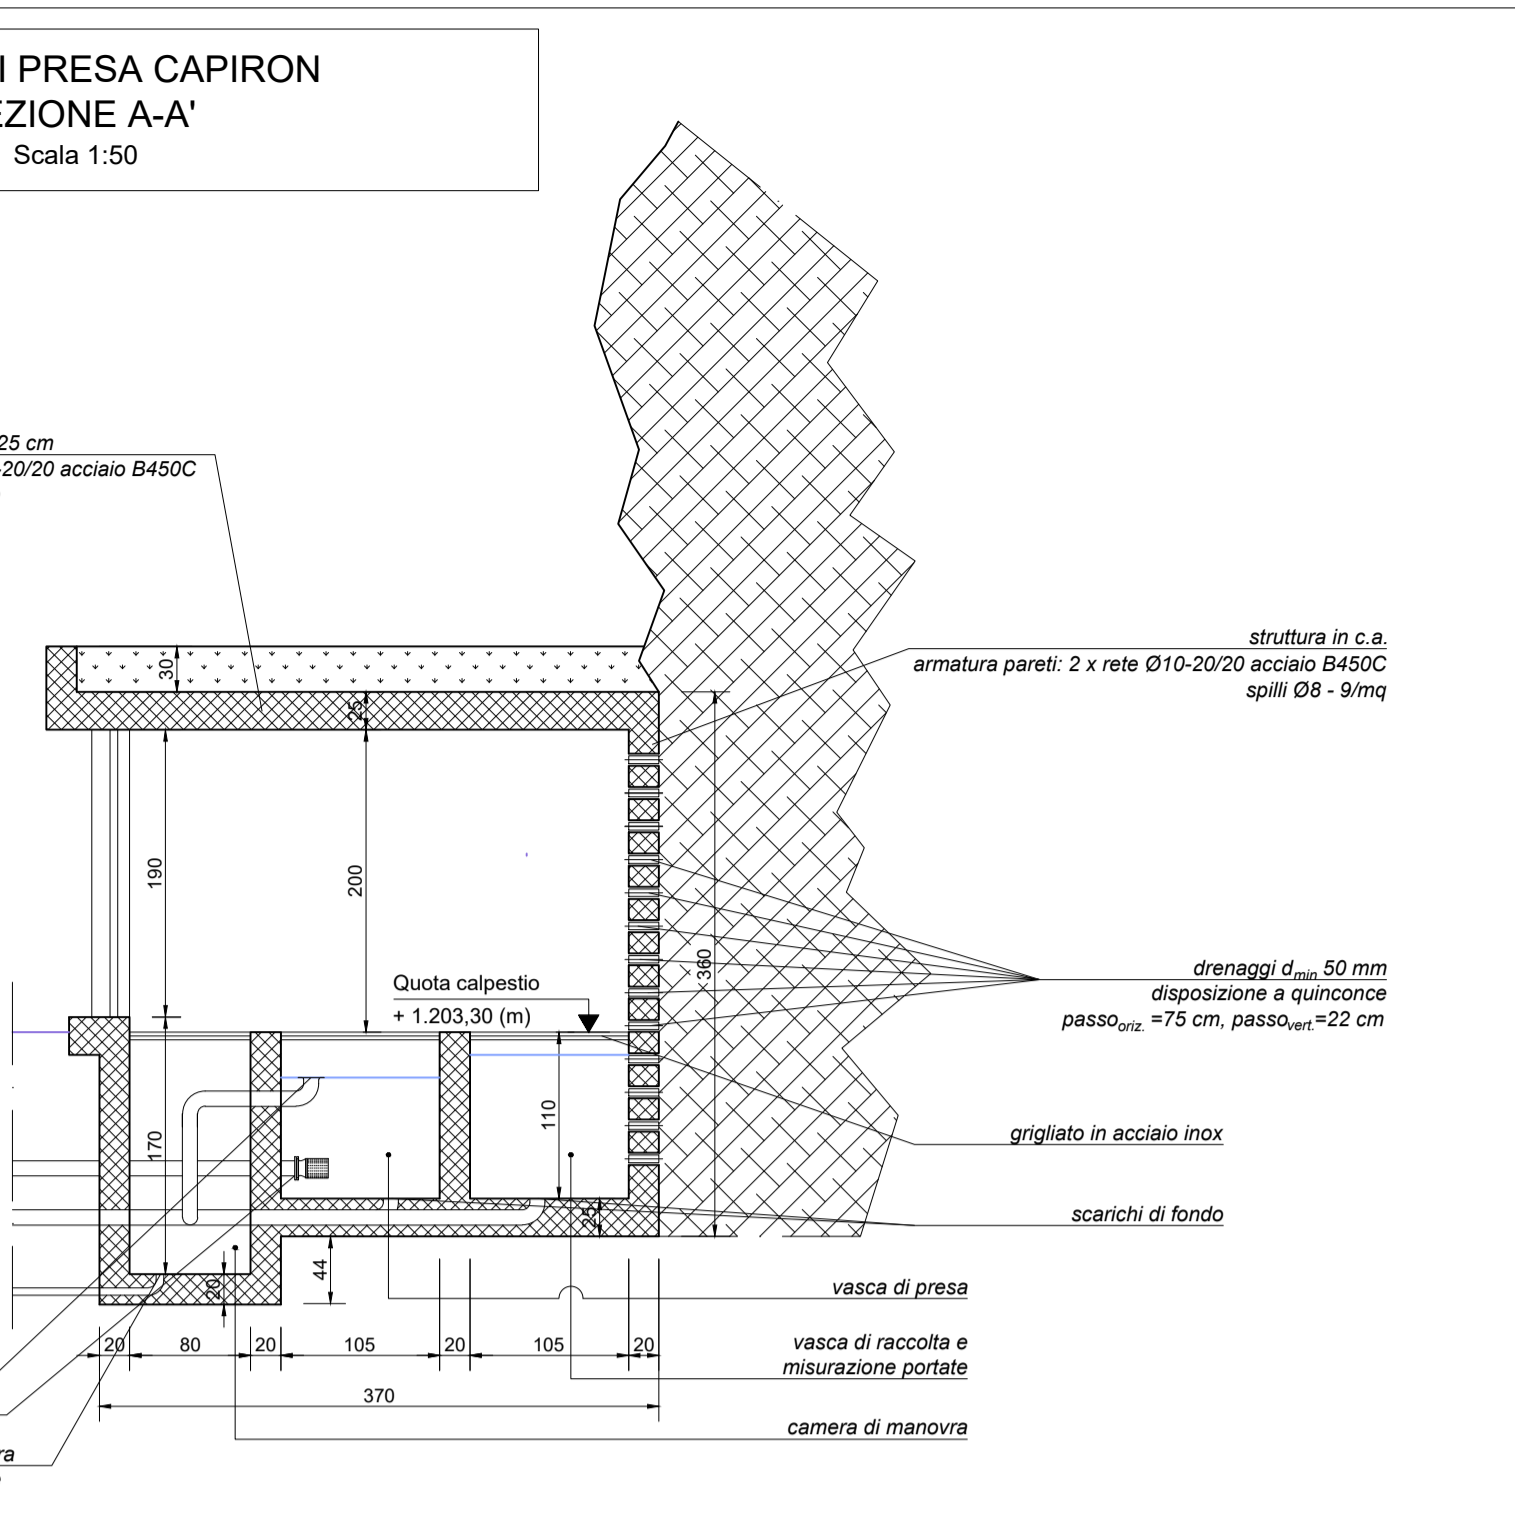 I PRESA CAPIRON
EZIONE A-A'
Scala 1:50
25 cm
-20/20 acciaio B450C
30
25
struttura in c.a.
armatura pareti: 2 x rete Ø10-20/20 acciaio B450C
spilli Ø8 - 9/mq
190
200
360
Quota calpestio
+ 1.203,30 (m)
drenaggi dmin 50 mm
disposizione a quinconce
passooriz. =75 cm, passovert.=22 cm
170
110
grigliato in acciaio inox
25
scarichi di fondo
44
20
vasca di presa
20 80 20 105 20 105 20
vasca di raccolta e
misurazione portate
370
camera di manovra
ra